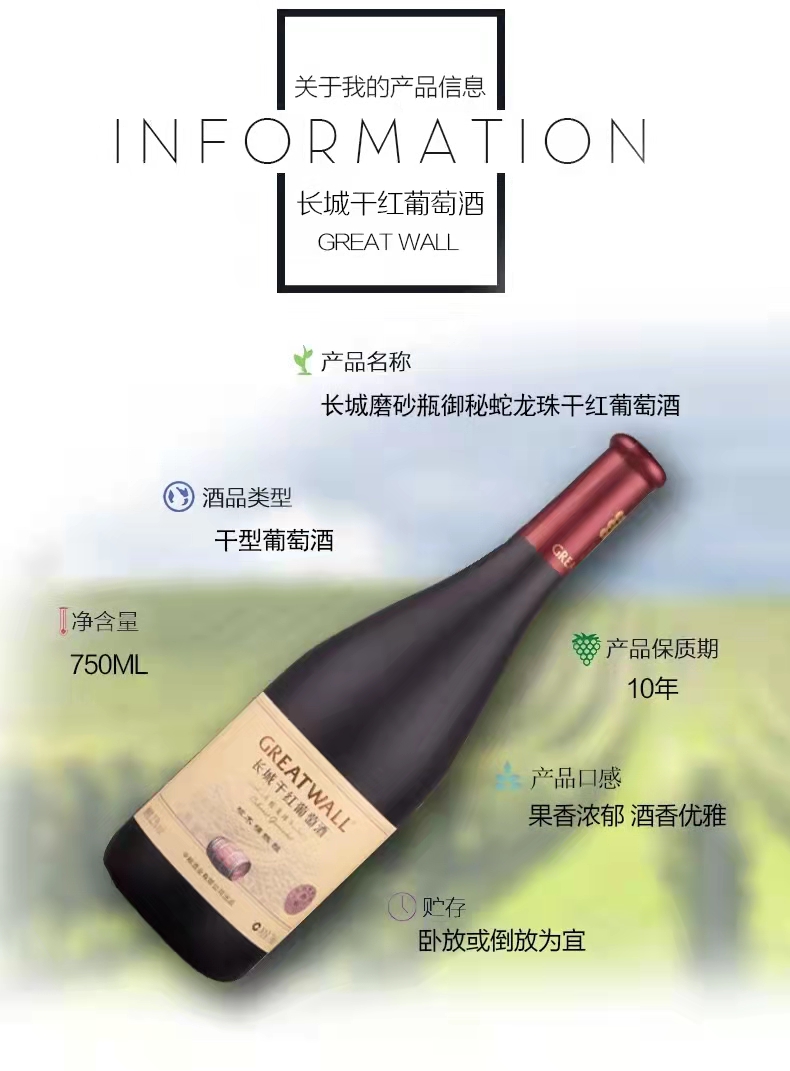 关于我的产品信息
INFORMATION
长城干红葡萄酒
GREAT WALL
产品名称
长城磨砂瓶御秘蛇龙珠干红葡萄酒
酒品类型
干型葡萄酒
净含量
750ML
产品保质期
10年
产品口感
果香浓郁 酒香优雅
贮存
卧放或倒放为宜
GREA
GREATWALL
长城干红葡萄酒